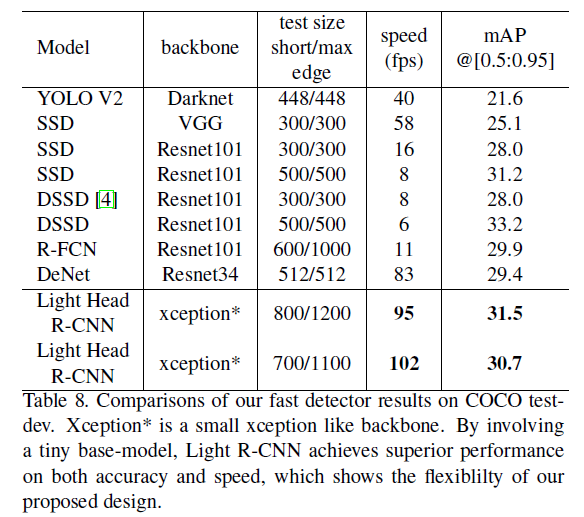 Model backbone test size short/max edge speed (fps) mAP @[0.5:0.95]
YOLO V2 Darknet 448/448 40 21.6
SSD VGG 300/300 58 25.1
SSD Resnet101 300/300 16 28.0
SSD Resnet101 500/500 8 31.2
DSSD [4] Resnet101 300/300 8 28.0
DSSD Resnet101 500/500 6 33.2
R-FCN Resnet101 600/1000 11 29.9
DeNet Resnet34 512/512 83 29.4
Light Head R-CNN xception* 800/1200 95 31.5
Light Head R-CNN xception* 700/1100 102 30.7
Table 8. Comparisons of our fast detector results on COCO test-
dev. Xception* is a small xception like backbone. By involving
a tiny base-model, Light R-CNN achieves superior performance
on both accuracy and speed, which shows the flexiblilty of our
proposed design.